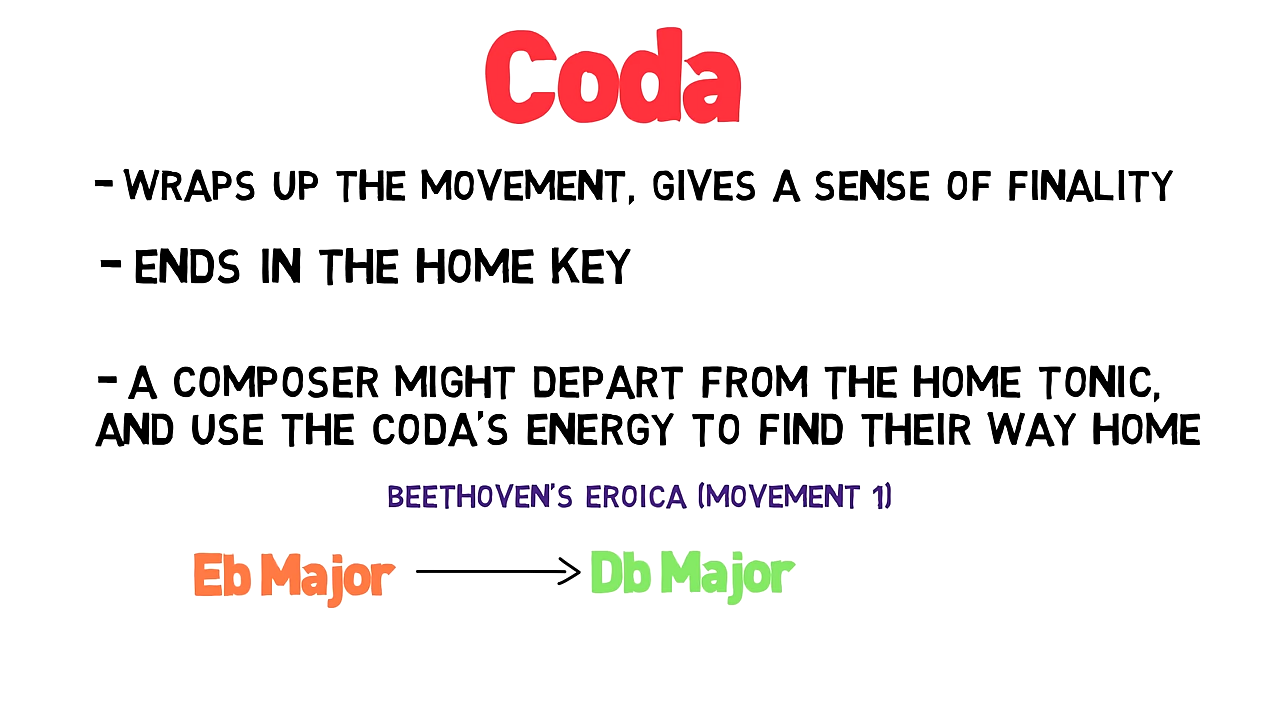 Coda
- WRAPS UP THE MOVEMENT, GIVES A SENSE OF FINALITY
- ENDS IN THE HOME KEY
- A COMPOSER MIGHT DEPART FROM THE HOME TONIC,
AND USE THE CODA'S ENERGY TO FIND THEIR WAY HOME
BEETHOVEN'S EROICA (MOVEMENT 1)
Eb Major → Db Major